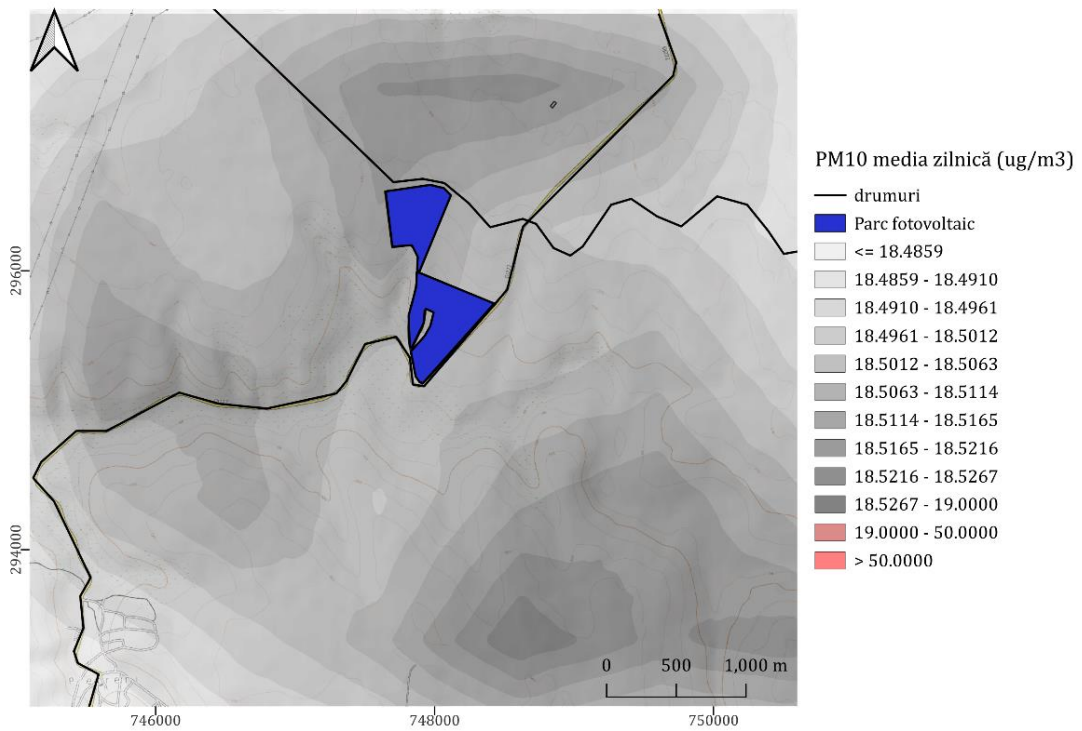 PM10 media zilnică (ug/m3)
drumuri
Parc fotovoltaic
<= 18.4859
18.4859 - 18.4910
18.4910 - 18.4961
18.4961 - 18.5012
18.5012 - 18.5063
18.5063 - 18.5114
18.5114 - 18.5165
18.5165 - 18.5216
18.5216 - 18.5267
18.5267 - 19.0000
19.0000 - 50.0000
> 50.0000
296000
294000
0 500 1,000 m
746000 748000 750000